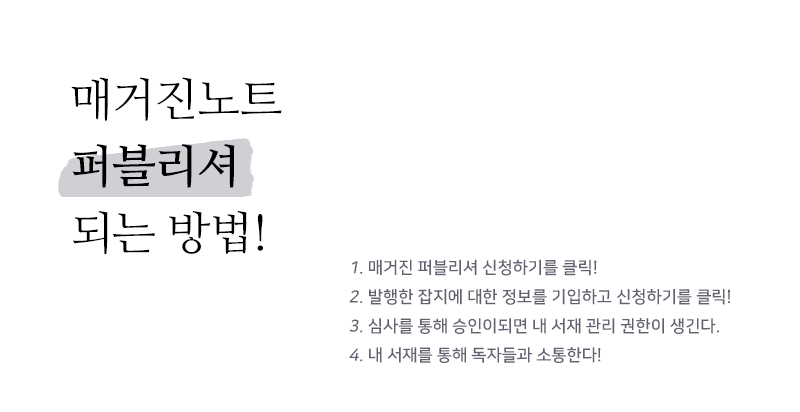 매거진노트
퍼블리셔
되는 방법!
1. 매거진 퍼블리셔 신청하기를 클릭!
2. 발행한 잡지에 대한 정보를 기입하고 신청하기를 클릭!
3. 심사를 통해 승인이되면 내 서재 관리 권한이 생긴다.
4. 내 서재를 통해 독자들과 소통한다!